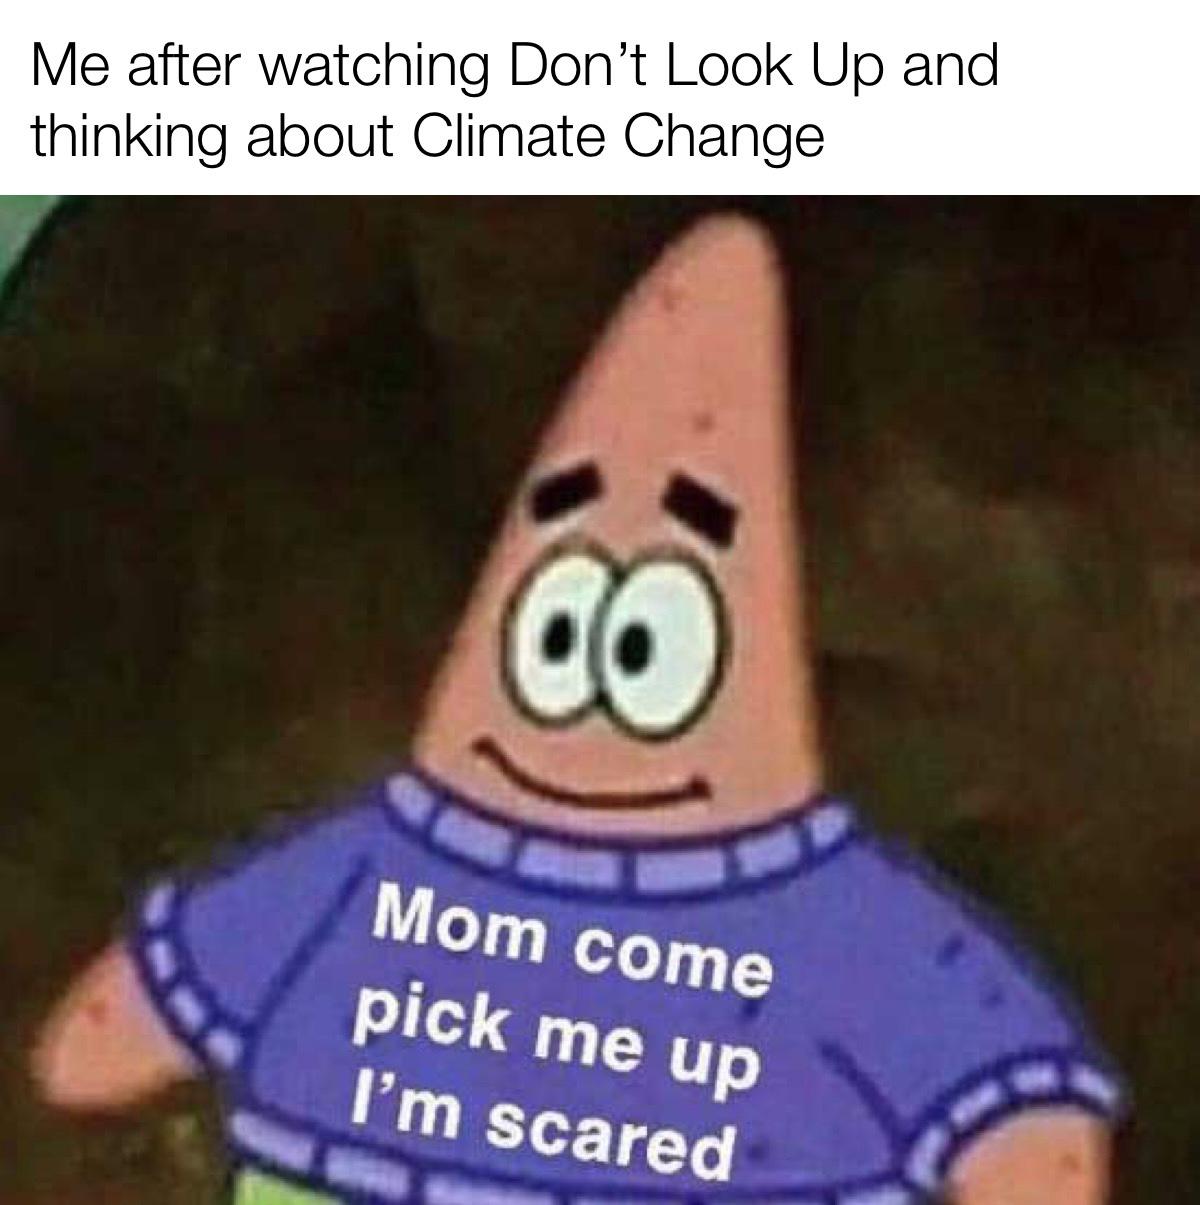 Me after watching Don’t Look Up and
thinking about Climate Change
Mom come
pick me up
I’m scared